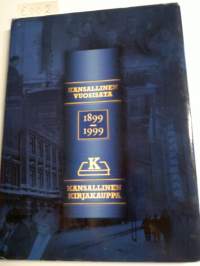 KANSALLINEN
VUOSISATA
1899
1999
K
KANSALLINEN
KIRJAKAUPPA